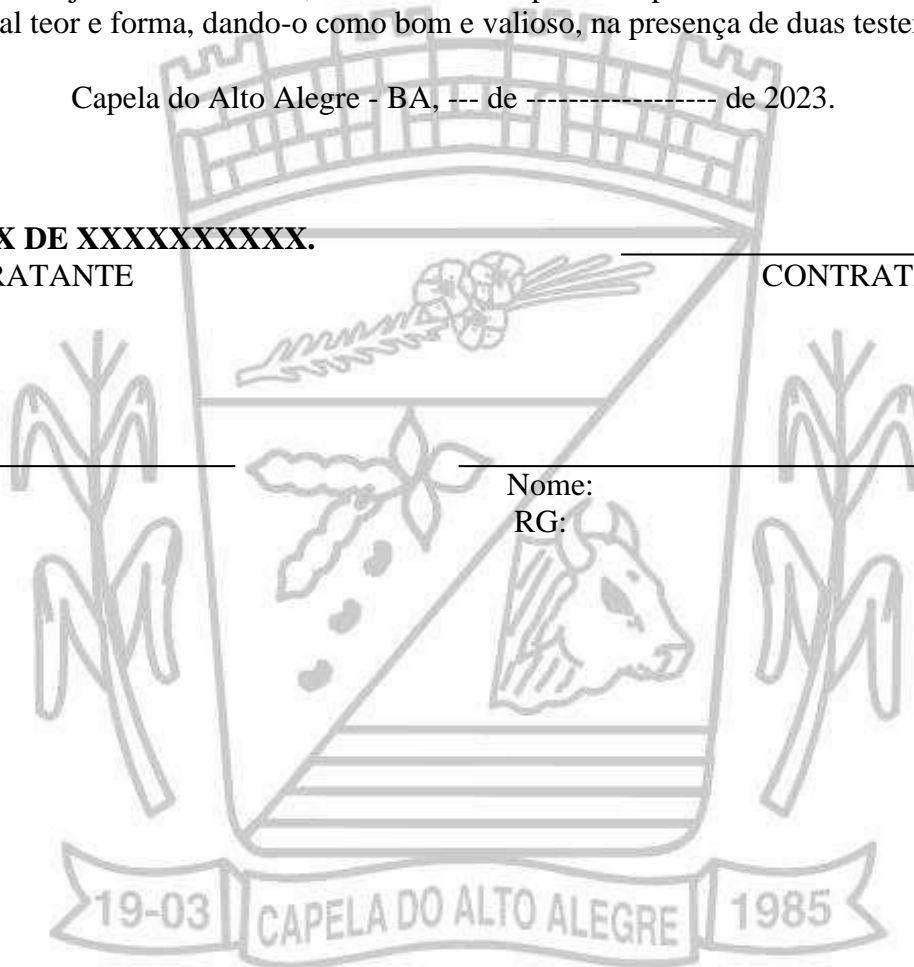 al teor e forma, dando-o como bom e valioso, na presença de duas
Capela do Alto Alegre - BA, --- de ------------------ de 2023.
X DE XXXXXXXXXX.
RATANTE CONTRAT
Nome:
RG:
19-03 CAPELA DO ALTO ALEGRE 1985